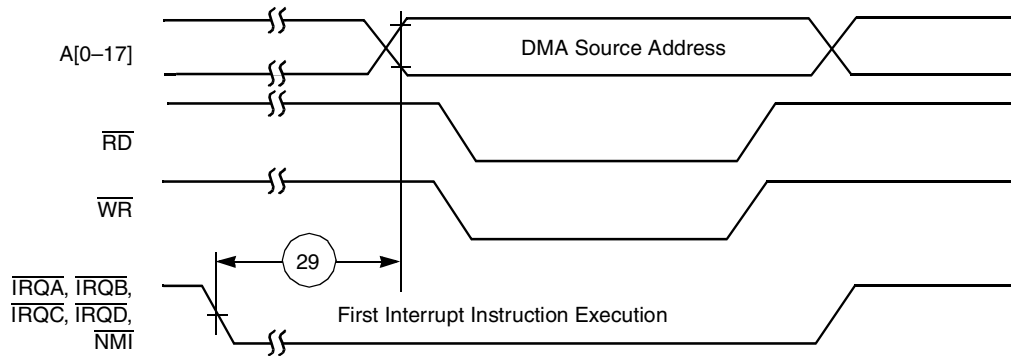 A[0–17]
DMA Source Address
RD
WR
29
IRQA, IRQB,
IRQC, IRQD,
NMI
First Interrupt Instruction Execution